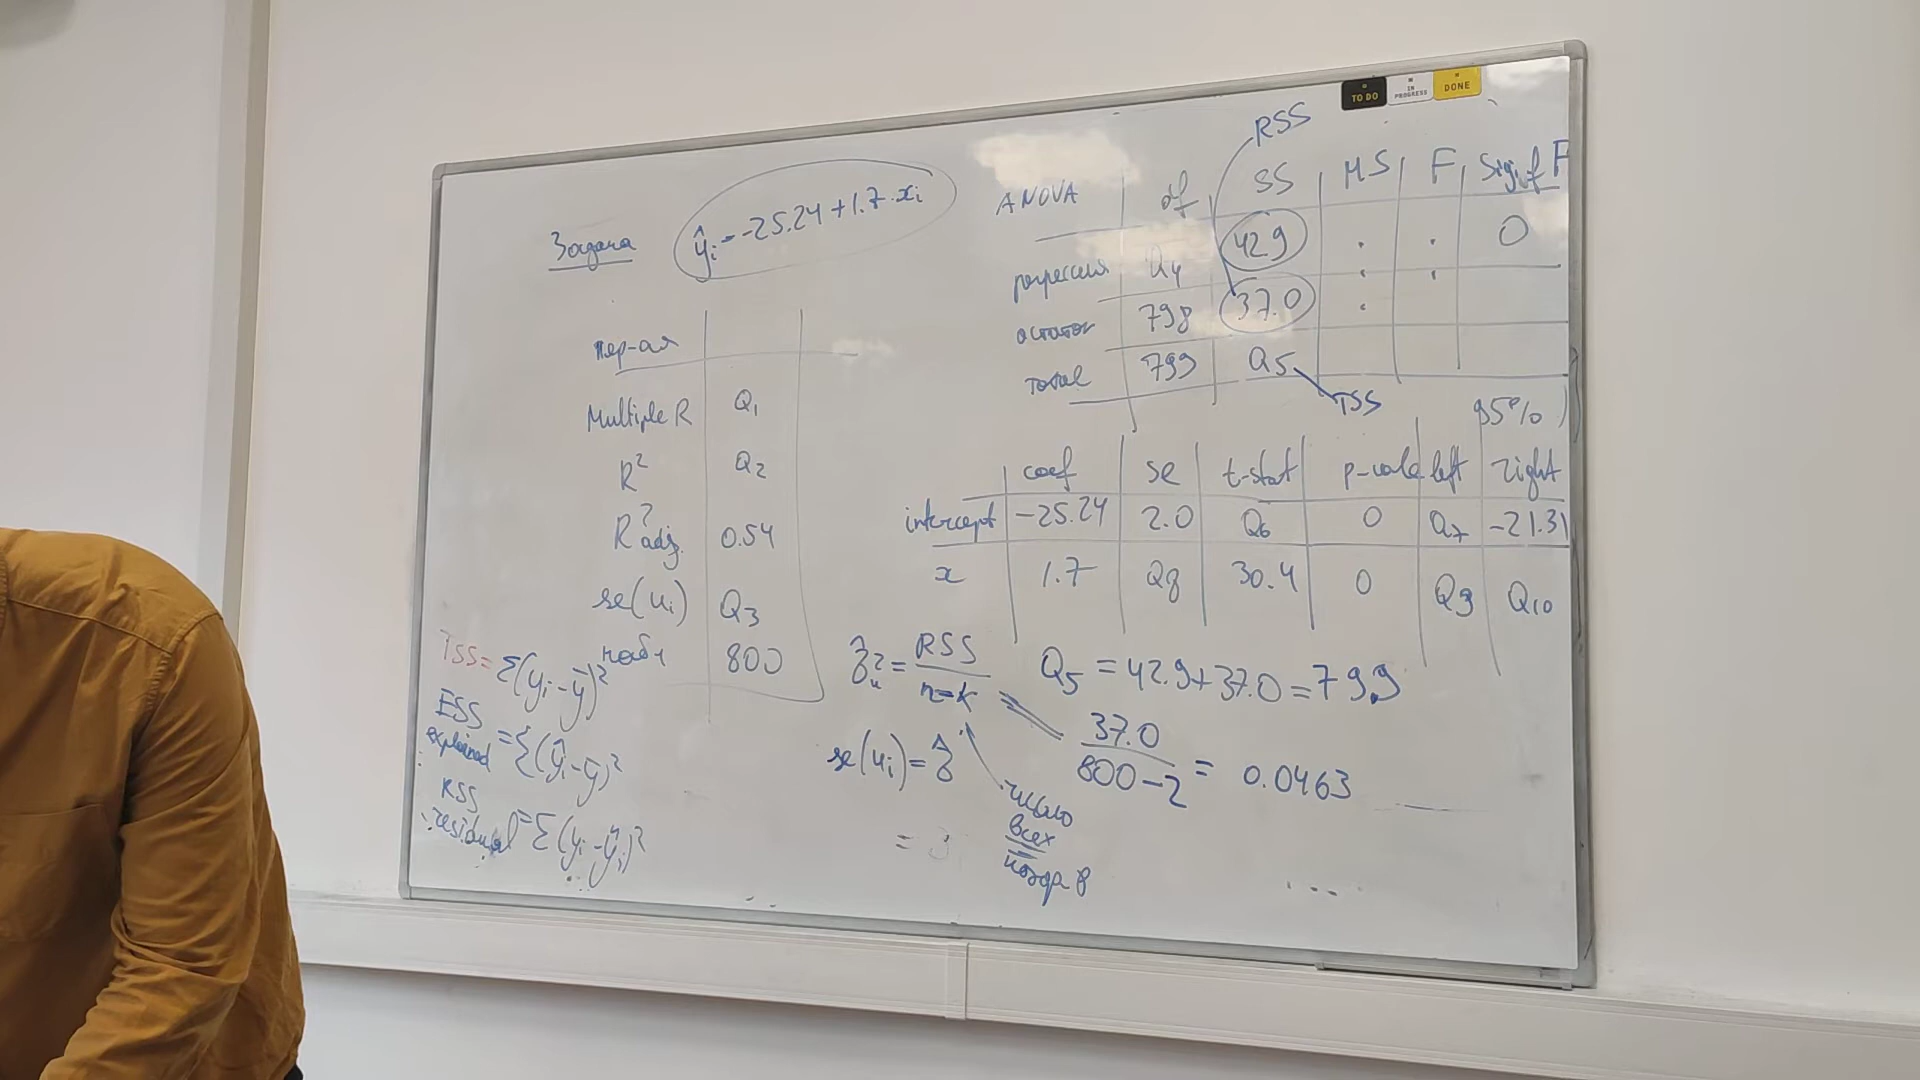 TO DO
IN PROGRESS
DONE
Задача
ŷᵢ = -25.24 + 1.7 · xᵢ
Multiple R Q₁
R² Q₂
R² adj. 0.54
se(uᵢ) Q₃
набл 800
TSS = Σ(yᵢ - ȳ)²
ESS
explained = Σ(ŷᵢ - ȳ)²
RSS
residual = Σ(yᵢ - ŷᵢ)²
RSS
ANOVA df SS MS F Signif F
регрессия Q₄ 42.9 . . 0
остаток 798 37.0 .
Total 799 Q₅
TSS
95%
coef se t-stat p-value left right
intercept -25.24 2.0 Q₆ 0 Q₇ -21.31
x 1.7 Q₈ 30.4 0 Q₉ Q₁₀
σ̂²ᵤ = RSS / n-k
Q₅ = 42.9 + 37.0 = 79.9
37.0 / 800 - 2 = 0.0463
se(uᵢ) = σ̂
число
всех
коэфф β